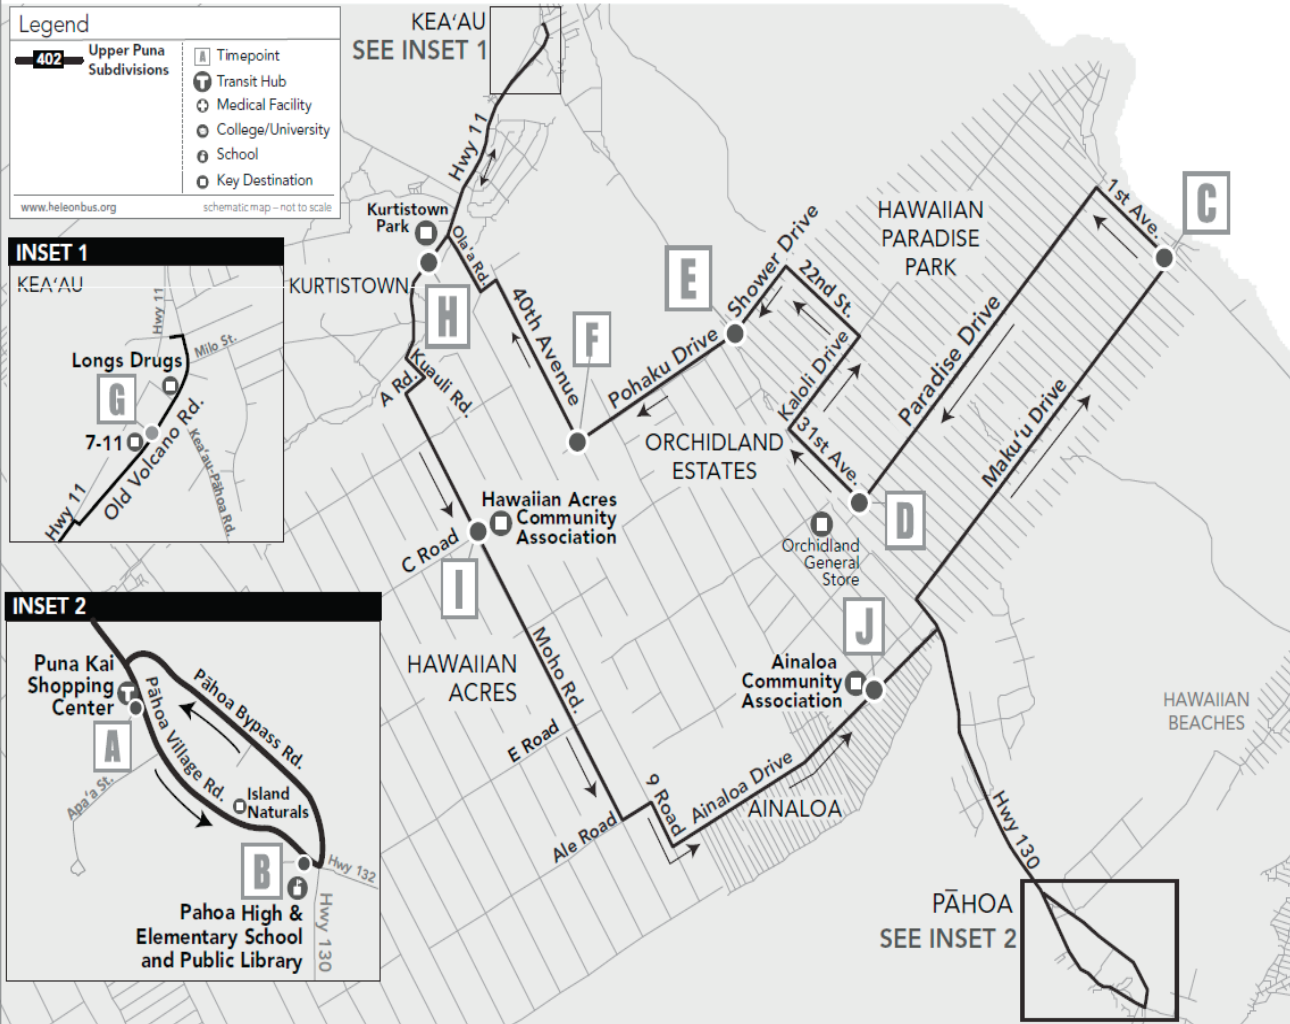 Legend
402
Upper Puna
Subdivisions
A Timepoint
T Transit Hub
Medical Facility
College/University
School
Key Destination
www.heleonbus.org
schematic map – not to scale
KEAʻAU
SEE INSET 1
Hwy 11
Kurtistown
Park
KURTISTOWN
H
Ola'a Rd.
40th Avenue
F
E
Pohaku Drive
Shower Drive
22nd St.
Kaloli Drive
31st Ave.
HAWAIIAN
PARADISE
PARK
Paradise Drive
Maku'u Drive
1st Ave.
C
D
ORCHIDLAND
ESTATES
Orchidland
General
Store
Kuauli Rd.
A Rd.
Hawaiian Acres
Community
Association
C Road
I
HAWAIIAN
ACRES
Moho Rd.
E Road
Ale Road
9 Road
Ainaloa Drive
AINALOA
J
Ainaloa
Community
Association
HAWAIIAN
BEACHES
Hwy 130
PĀHOA
SEE INSET 2
INSET 1
KEAʻAU
Hwy 11
Milo St.
Longs Drugs
G
7-11
Old Volcano Rd.
Kea'au-Pāhoa Rd.
Hwy 11
INSET 2
Puna Kai
Shopping
Center
T
A
Pāhoa Village Rd.
Pāhoa Bypass Rd.
Apa'a St.
Island
Naturals
B
Hwy 132
Hwy 130
Pahoa High &
Elementary School
and Public Library